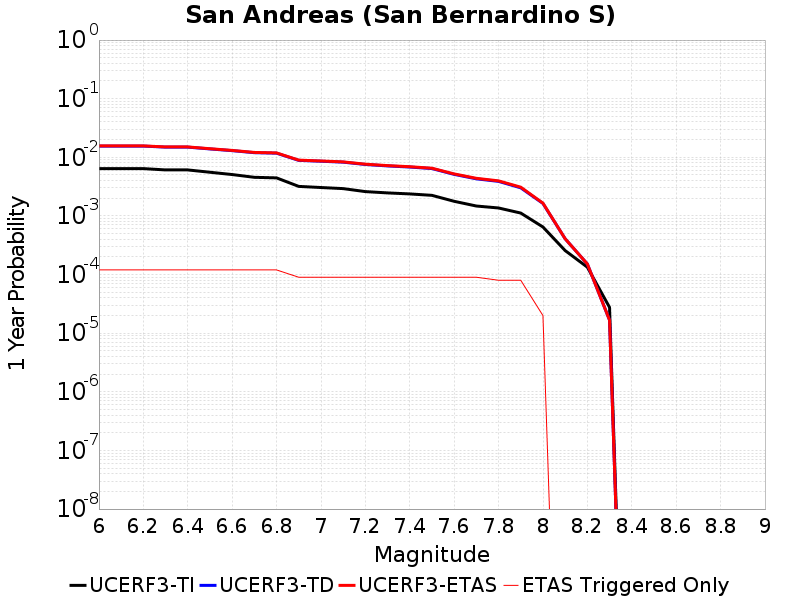 San Andreas (San Bernardino S)
10^0
10^-1
10^-2
10^-3
10^-4
10^-5
10^-6
10^-7
10^-8
1 Year Probability
6 6.2 6.4 6.6 6.8 7 7.2 7.4 7.6 7.8 8 8.2 8.4 8.6 8.8 9
Magnitude
UCERF3-TI UCERF3-TD UCERF3-ETAS ETAS Triggered Only